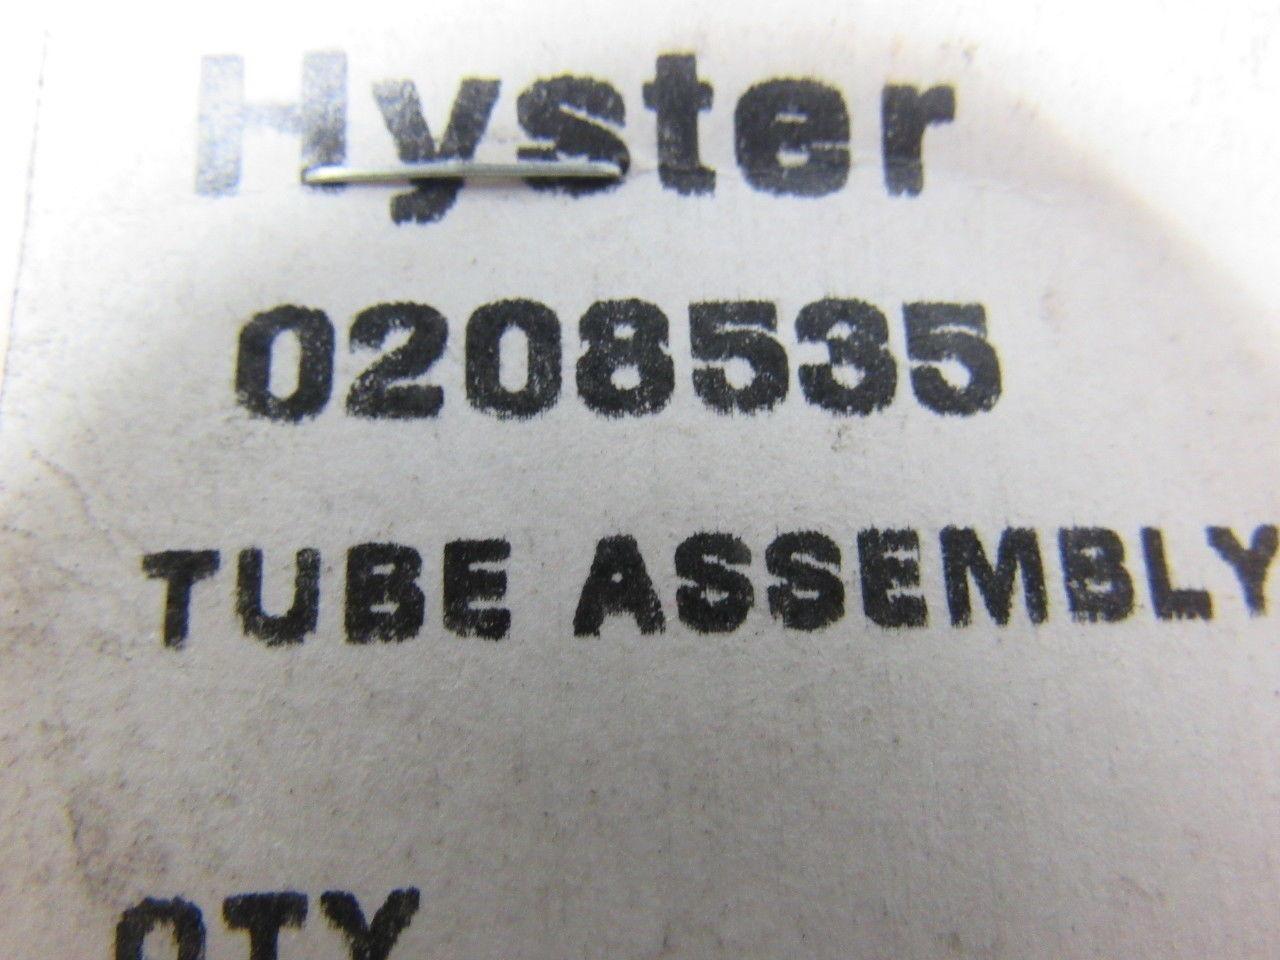 Hyster
0208535
TUBE ASSEMBLY
QTY